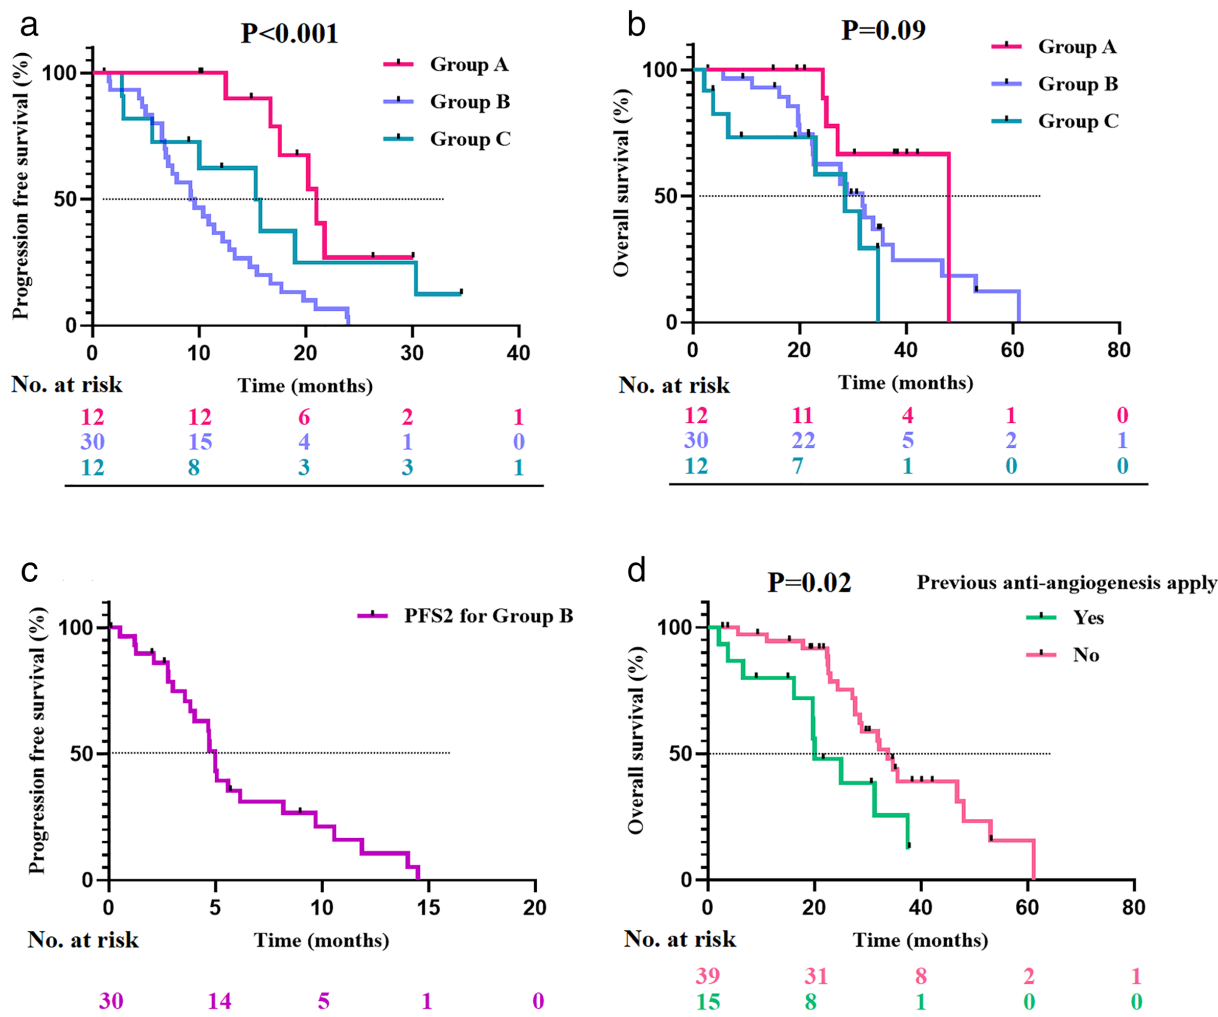 a
P<0.001
Group A
Group B
Group C
Progression free survival (%)
100
50
0
0 10 20 30 40
No. at risk
Time (months)
12 12 6 2 1
30 15 4 1 0
12 8 3 3 1
b
P=0.09
Group A
Group B
Group C
Overall survival (%)
100
50
0
0 20 40 60 80
No. at risk
Time (months)
12 11 4 1 0
30 22 5 2 1
12 7 1 0 0
c
PFS2 for Group B
Progression free survival (%)
100
50
0
0 5 10 15 20
No. at risk
Time (months)
30 14 5 1 0
d
P=0.02
Previous anti-angiogenesis apply
Yes
No
Overall survival (%)
100
50
0
0 20 40 60 80
No. at risk
Time (months)
39 31 8 2 1
15 8 1 0 0